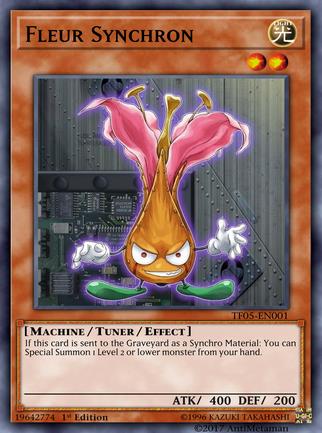 FLEUR SYNCHRON
LIGHT
光
TF05-EN001
[MACHINE / TUNER / EFFECT]
If this card is sent to the Graveyard as a Synchro Material: You can
Special Summon 1 Level 2 or lower monster from your hand.
ATK/ 400 DEF/ 200
19642774 1st Edition
©1996 KAZUKI TAKAHASHI
©2017 AntiMetaman